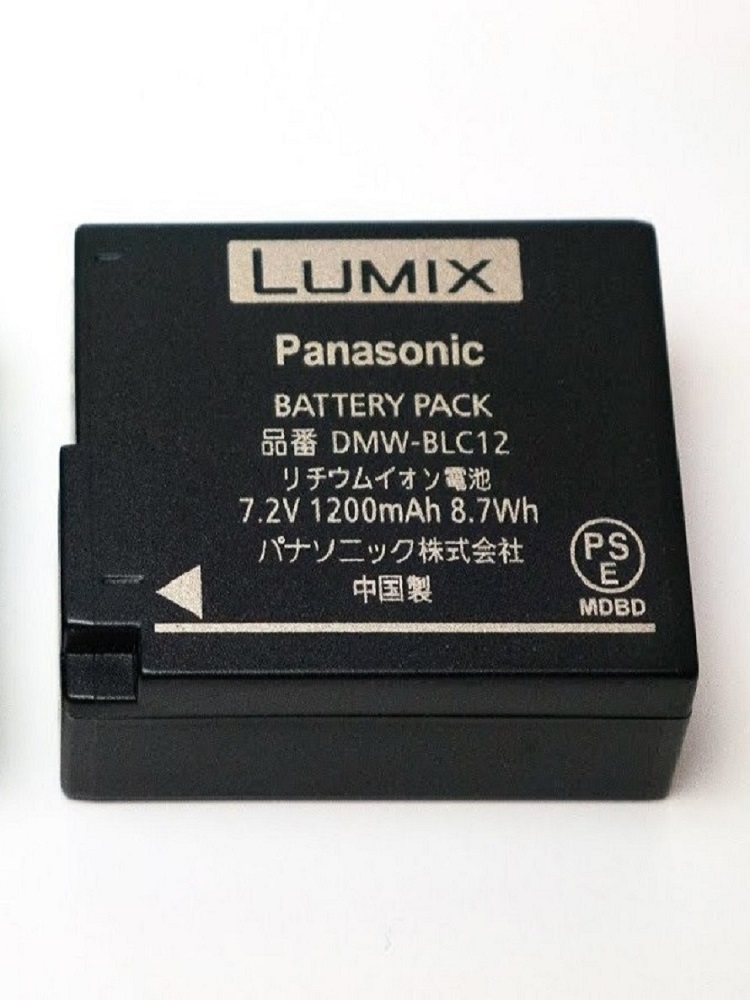 LUMIX
Panasonic
BATTERY PACK
品番 DMW-BLC12
リチウムイオン電池
7.2V 1200mAh 8.7Wh
パナソニック株式会社
中国製
PS
E
MDBD